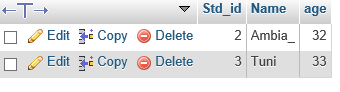 Std_id Name age
Edit Copy Delete 2 Ambia_ 32
Edit Copy Delete 3 Tuni 33